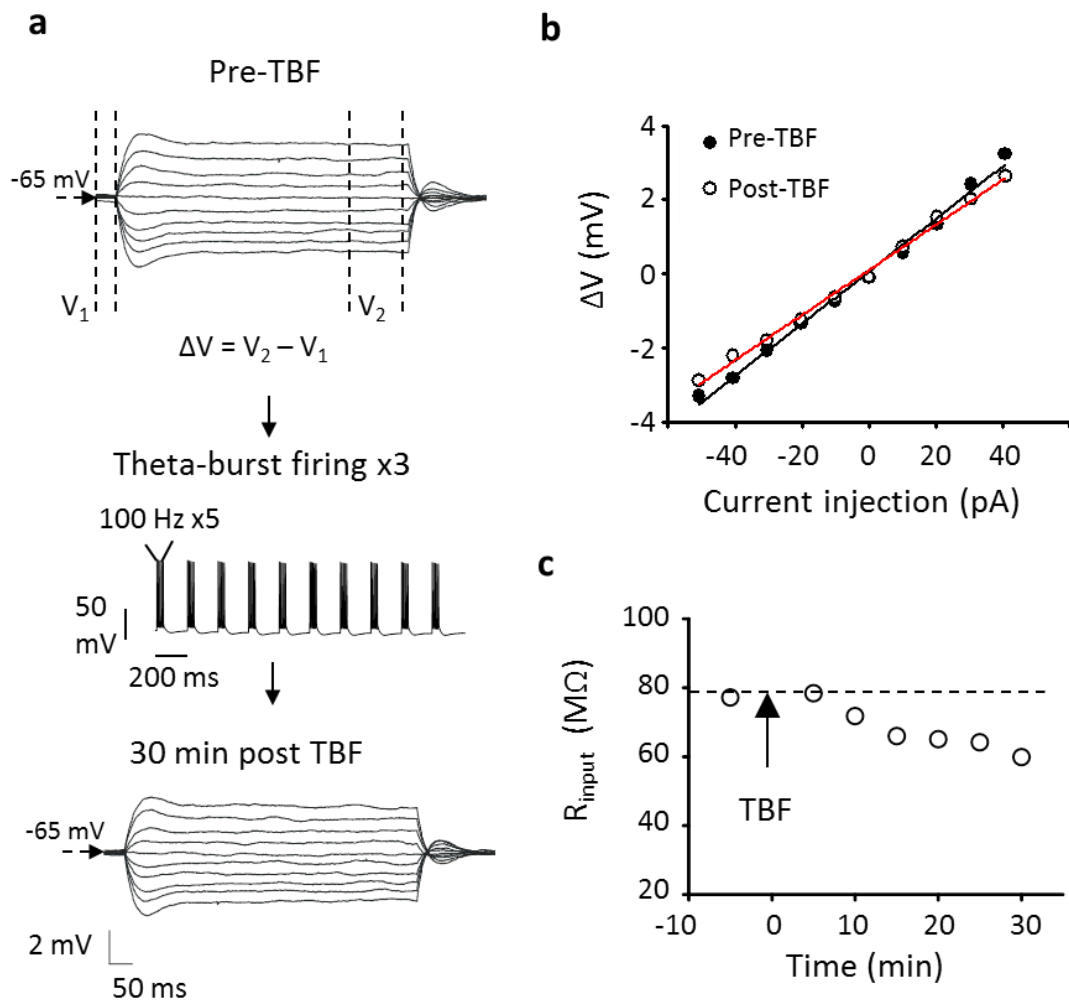 a
Pre-TBF
-65 mV
V1
V2
ΔV = V2 – V1
Theta-burst firing x3
100 Hz x5
50
mV
200 ms
30 min post TBF
-65 mV
2 mV
50 ms
b
Pre-TBF
Post-TBF
4
2
0
-2
-4
ΔV (mV)
-40 -20 0 20 40
Current injection (pA)
c
100
80
60
40
20
Rinput (MΩ)
TBF
-10 0 10 20 30
Time (min)